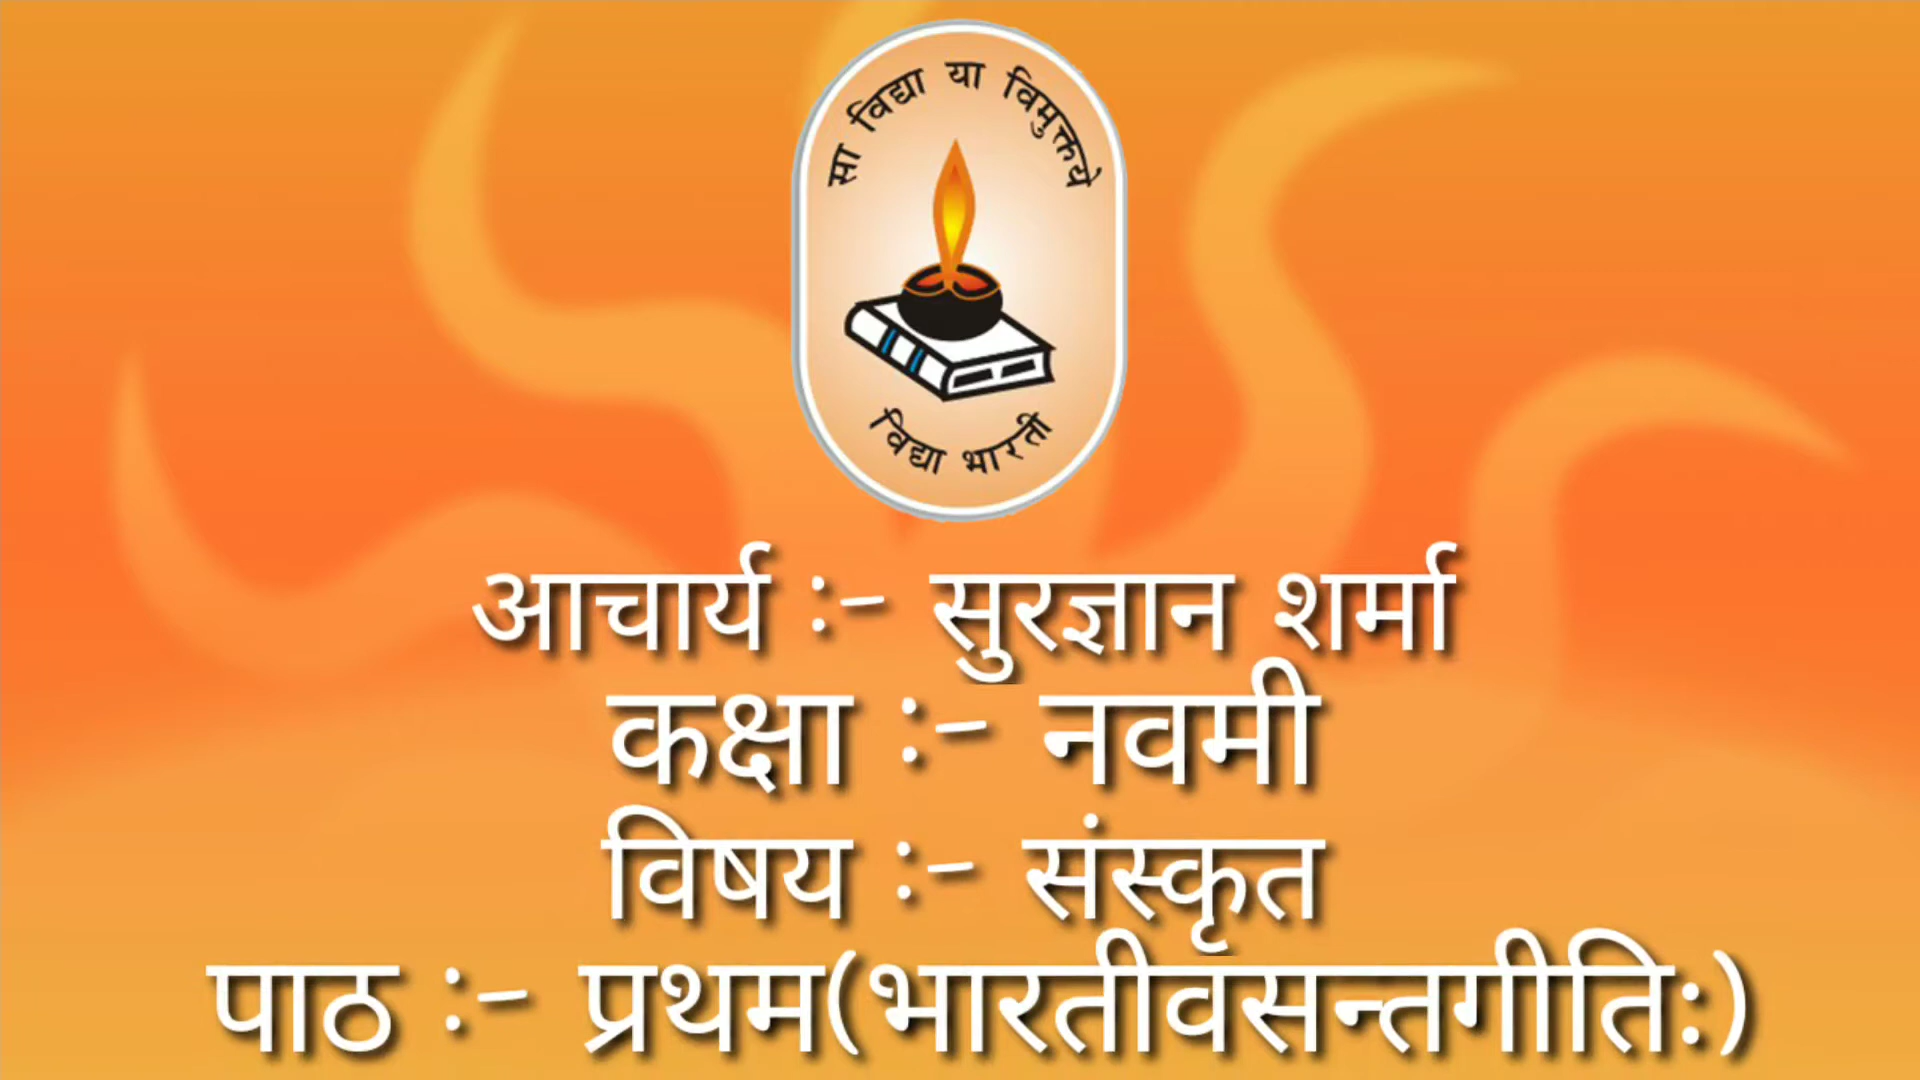 सा विद्या या विमुक्तये
विद्या भारती
आचार्य :- सुरज्ञान शर्मा
कक्षा :- नवमी
विषय :- संस्कृत
पाठ :- प्रथम(भारतीवसन्तगीतिः)